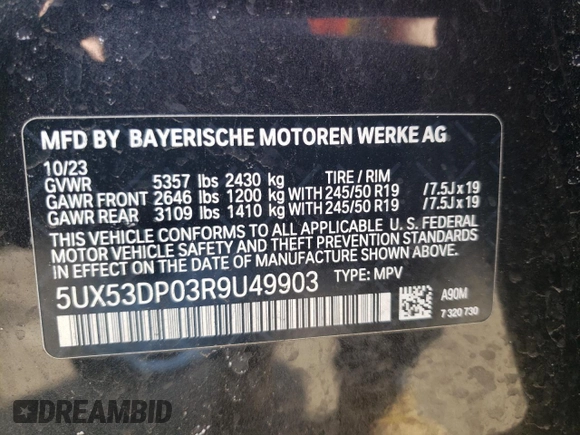 MFD BY BAYERISCHE MOTOREN WERKE AG
10/23
GVWR 5357 lbs 2430 kg TIRE / RIM
GAWR FRONT 2646 lbs 1200 kg WITH 245/50 R19 /7.5J x 19
GAWR REAR 3109 lbs 1410 kg WITH 245/50 R19 /7.5J x 19
THIS VEHICLE CONFORMS TO ALL APPLICABLE U. S. FEDERAL
MOTOR VEHICLE SAFETY AND THEFT PREVENTION STANDARDS
IN EFFECT ON THE DATE OF MANUFACTURE SHOWN ABOVE.
5UX53DP03R9U49903 TYPE: MPV
A90M
7 320 730
DREAMBID